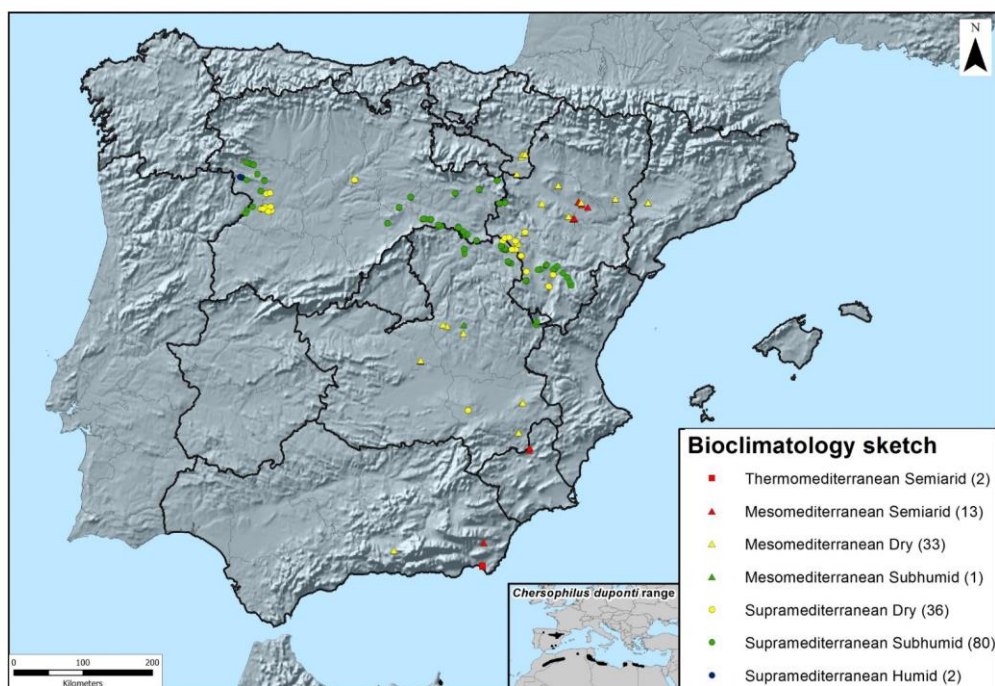 N
Bioclimatology sketch
Thermomediterranean Semiarid (2)
Mesomediterranean Semiarid (13)
Mesomediterranean Dry (33)
Mesomediterranean Subhumid (1)
Supramediterranean Dry (36)
Supramediterranean Subhumid (80)
Supramediterranean Humid (2)
Chersophilus duponti range
0 100 200
Kilometers